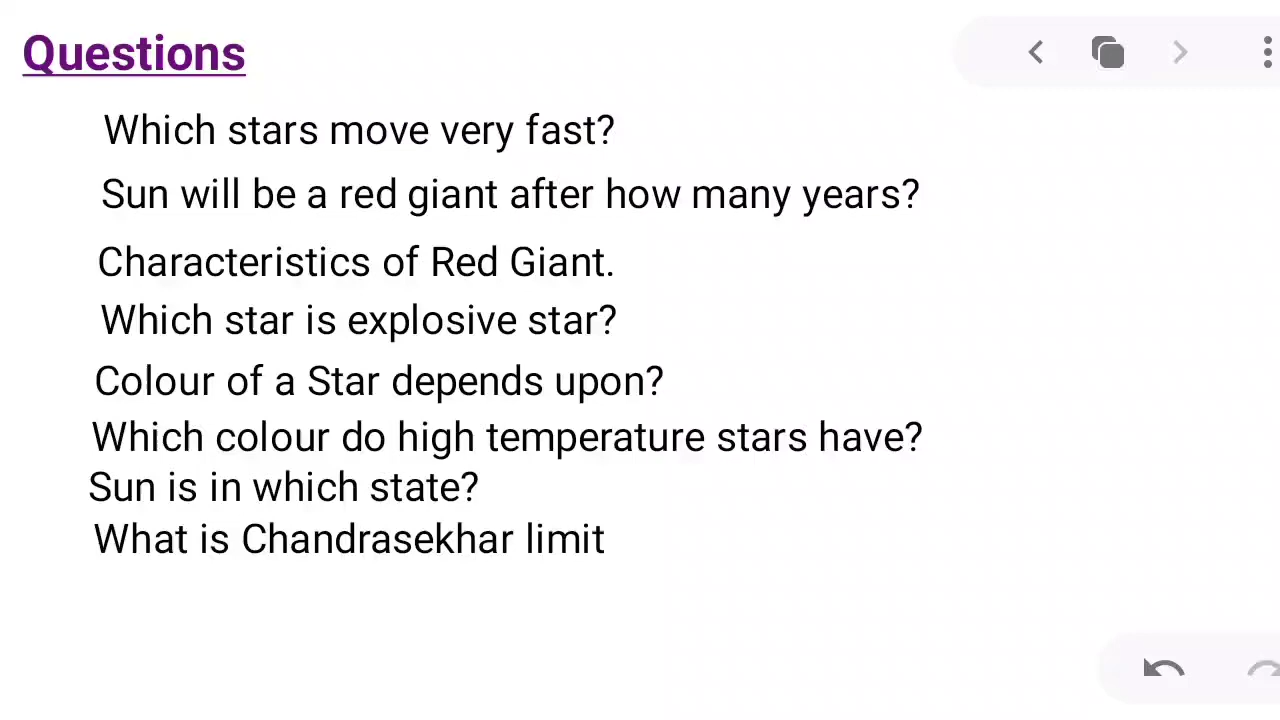 Questions
Which stars move very fast?
Sun will be a red giant after how many years?
Characteristics of Red Giant.
Which star is explosive star?
Colour of a Star depends upon?
Which colour do high temperature stars have?
Sun is in which state?
What is Chandrasekhar limit